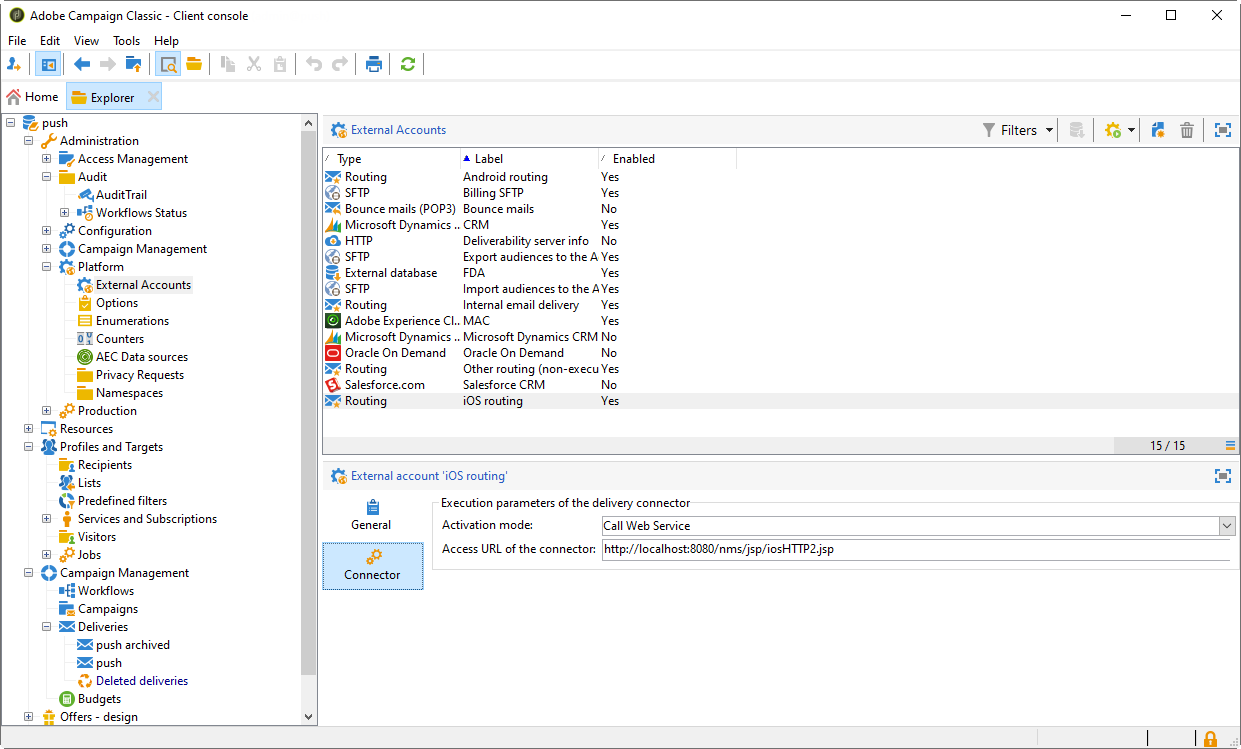 Adobe Campaign Classic - Client console
File Edit View Tools Help
Home Explorer
push
Administration
Access Management
Audit
AuditTrail
Workflows Status
Configuration
Campaign Management
Platform
External Accounts
Options
Enumerations
Counters
AEC Data sources
Privacy Requests
Namespaces
Production
Resources
Profiles and Targets
Recipients
Lists
Predefined filters
Services and Subscriptions
Visitors
Jobs
Campaign Management
Workflows
Campaigns
Deliveries
push archived
push
Deleted deliveries
Budgets
Offers - design
External Accounts Filters
Type Label Enabled
Routing Android routing Yes
SFTP Billing SFTP Yes
Bounce mails (POP3) Bounce mails No
Microsoft Dynamics .. CRM Yes
HTTP Deliverability server info No
SFTP Export audiences to the A Yes
External database FDA Yes
SFTP Import audiences to the A Yes
Routing Internal email delivery Yes
Adobe Experience Cl.. MAC Yes
Microsoft Dynamics .. Microsoft Dynamics CRM No
Oracle On Demand Oracle On Demand No
Routing Other routing (non-execu Yes
Salesforce.com Salesforce CRM No
Routing iOS routing Yes
15 / 15
External account 'iOS routing'
General
Connector
Execution parameters of the delivery connector
Activation mode: Call Web Service
Access URL of the connector: http://localhost:8080/nms/jsp/iosHTTP2.jsp